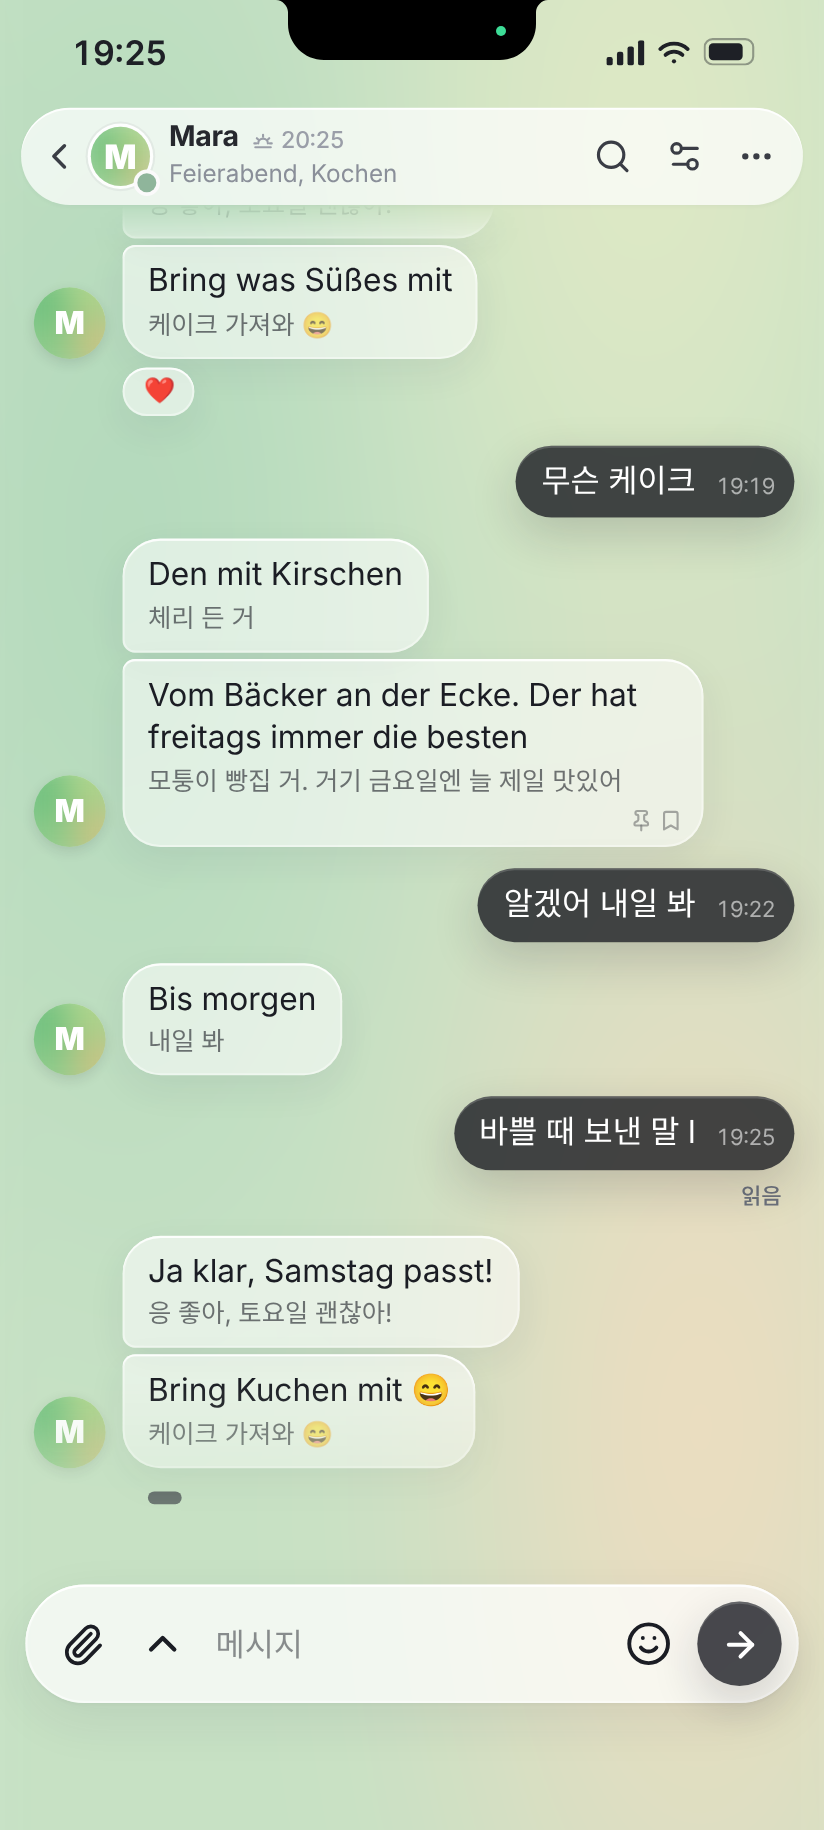 19:25
M
Mara 20:25
Feierabend, Kochen
Bring was Süßes mit
케이크 가져와 😄
M
❤️
무슨 케이크 19:19
Den mit Kirschen
체리 든 거
Vom Bäcker an der Ecke. Der hat
freitags immer die besten
모퉁이 빵집 거. 거기 금요일엔 늘 제일 맛있어
M
알겠어 내일 봐 19:22
Bis morgen
내일 봐
M
바쁠 때 보낸 말 l 19:25
읽음
Ja klar, Samstag passt!
응 좋아, 토요일 괜찮아!
Bring Kuchen mit 😄
케이크 가져와 😄
M
메시지